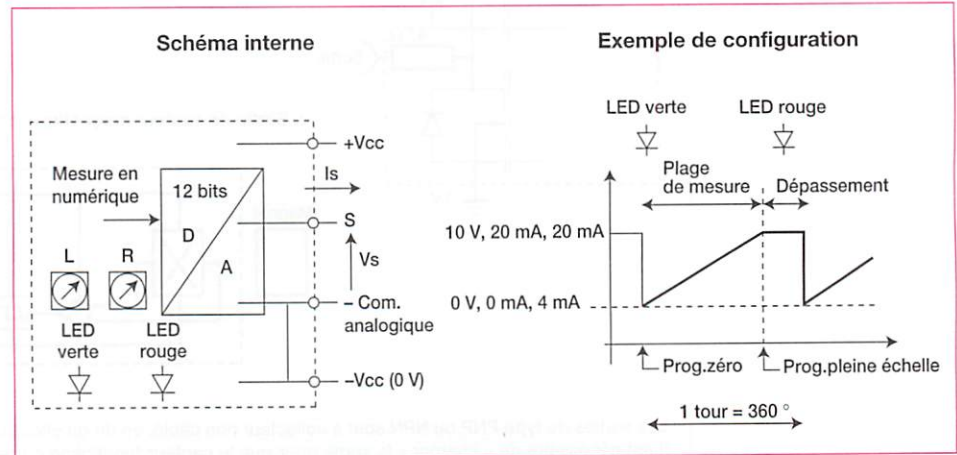 Schéma interne
Exemple de configuration
LED verte
LED rouge
+Vcc
Mesure en
numérique
12 bits
Is
Plage
de mesure
Dépassement
D
S
10 V, 20 mA, 20 mA
L
R
A
Vs
– Com.
analogique
0 V, 0 mA, 4 mA
LED
verte
LED
rouge
–Vcc (0 V)
Prog.zéro
Prog.pleine échelle
1 tour = 360 °